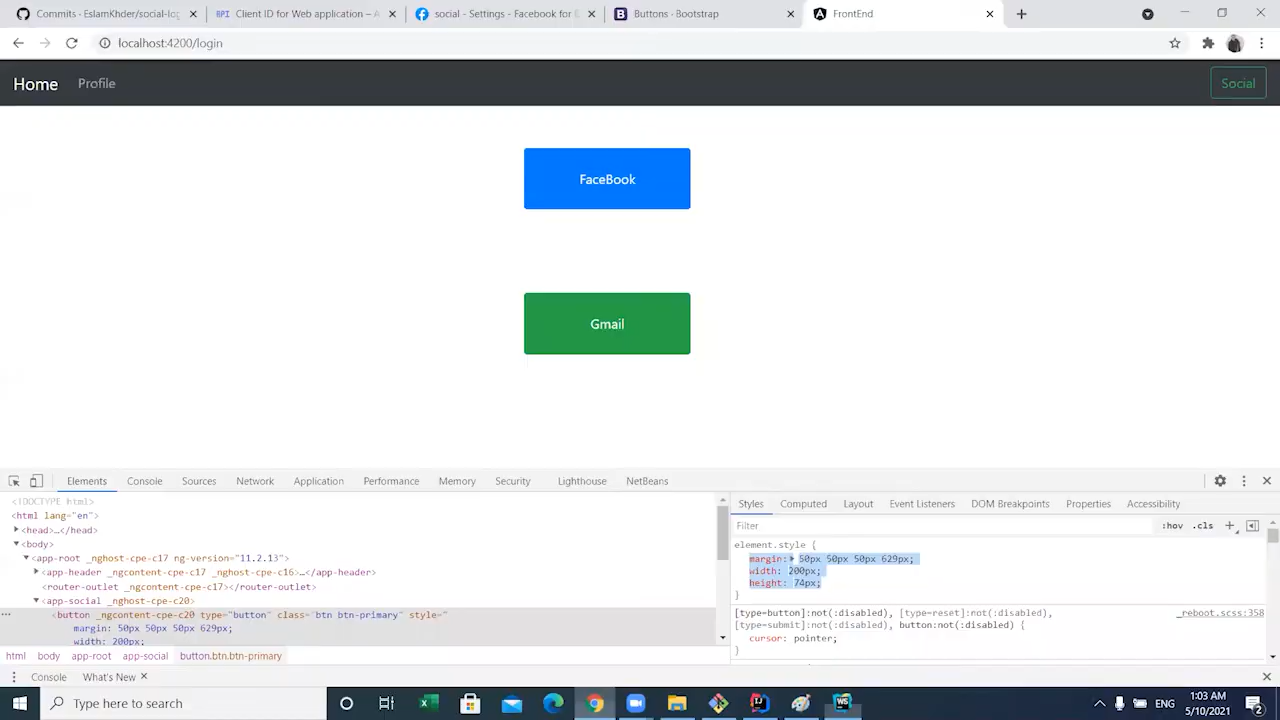 Commits · EslamKhder/social-log
RPI Client ID for Web application – A
social - Settings - Facebook for D
B Buttons · Bootstrap
FrontEnd
localhost:4200/login
Home Profile Social
FaceBook
Gmail
Elements Console Sources Network Application Performance Memory Security Lighthouse NetBeans
<!DOCTYPE html>
<html lang="en">
<head>…</head>
<body>
<app-root _nghost-cpe-c17 ng-version="11.2.13">
<app-header _ngcontent-cpe-c17 _nghost-cpe-c16>…</app-header>
<router-outlet _ngcontent-cpe-c17></router-outlet>
<app-social _nghost-cpe-c20>
<button _ngcontent-cpe-c20 type="button" class="btn btn-primary" style="
margin: 50px 50px 50px 629px;
width: 200px;
html body app-root app-social button.btn.btn-primary
Styles Computed Layout Event Listeners DOM Breakpoints Properties Accessibility
Filter :hov .cls
element.style {
margin: 50px 50px 50px 629px;
width: 200px;
height: 74px;
}
[type=button]:not(:disabled), [type=reset]:not(:disabled), _reboot.scss:358
[type=submit]:not(:disabled), button:not(:disabled) {
cursor: pointer;
}
Console What's New
Type here to search
WS
ENG
1:03 AM
5/10/2021
2